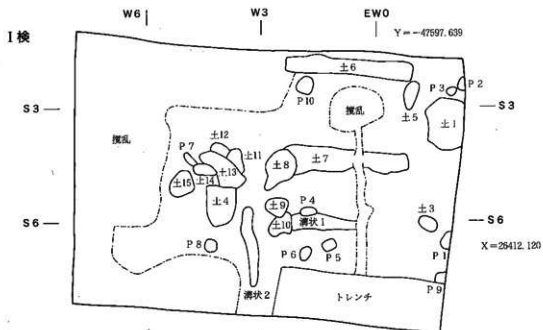 W6 W3 EW0
Y=-47597.639
I検
土6
P10
P3
P2
S3
攪乱
土5
土1
S3
攪乱
土12
P7
土11
土13
土14
土15
土8
土7
土4
土9
P4
土3
S6
土10
溝状1
S6
P8
P6
P5
P1
X=26412.120
P9
溝状2
トレンチ